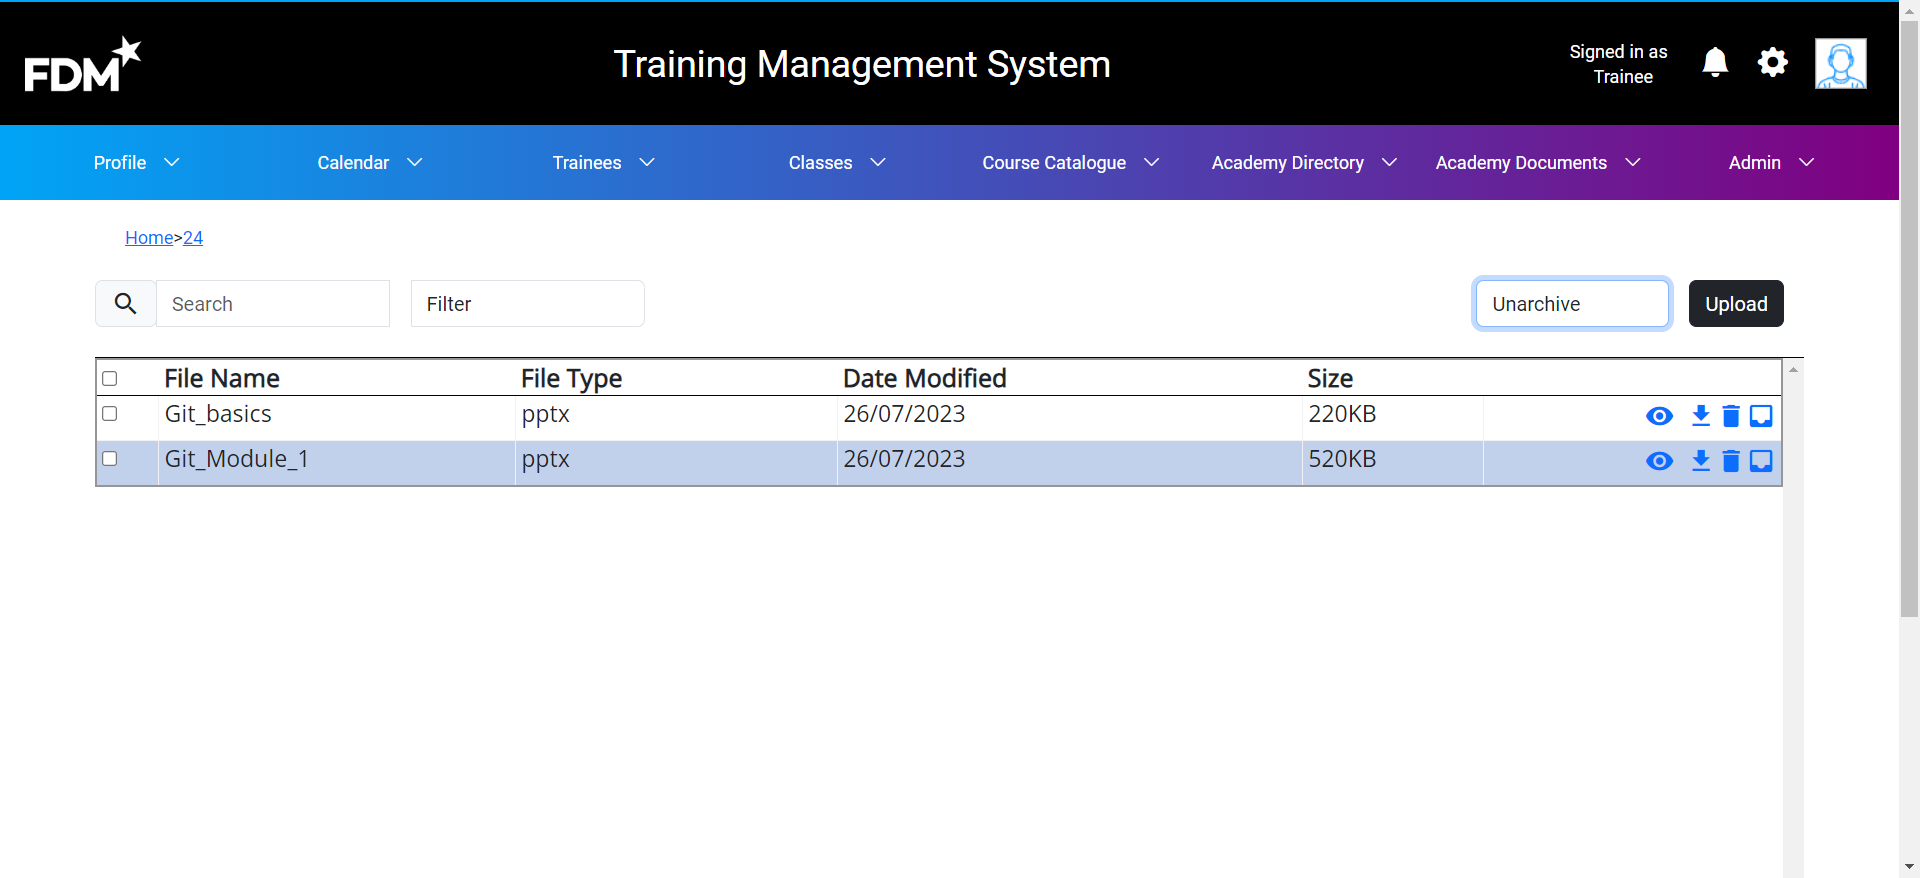 FDM
Training Management System
Signed in as
Trainee
Profile Calendar Trainees Classes Course Catalogue Academy Directory Academy Documents Admin
Home>24
Search Filter Unarchive Upload
File Name File Type Date Modified Size
Git_basics pptx 26/07/2023 220KB
Git_Module_1 pptx 26/07/2023 520KB